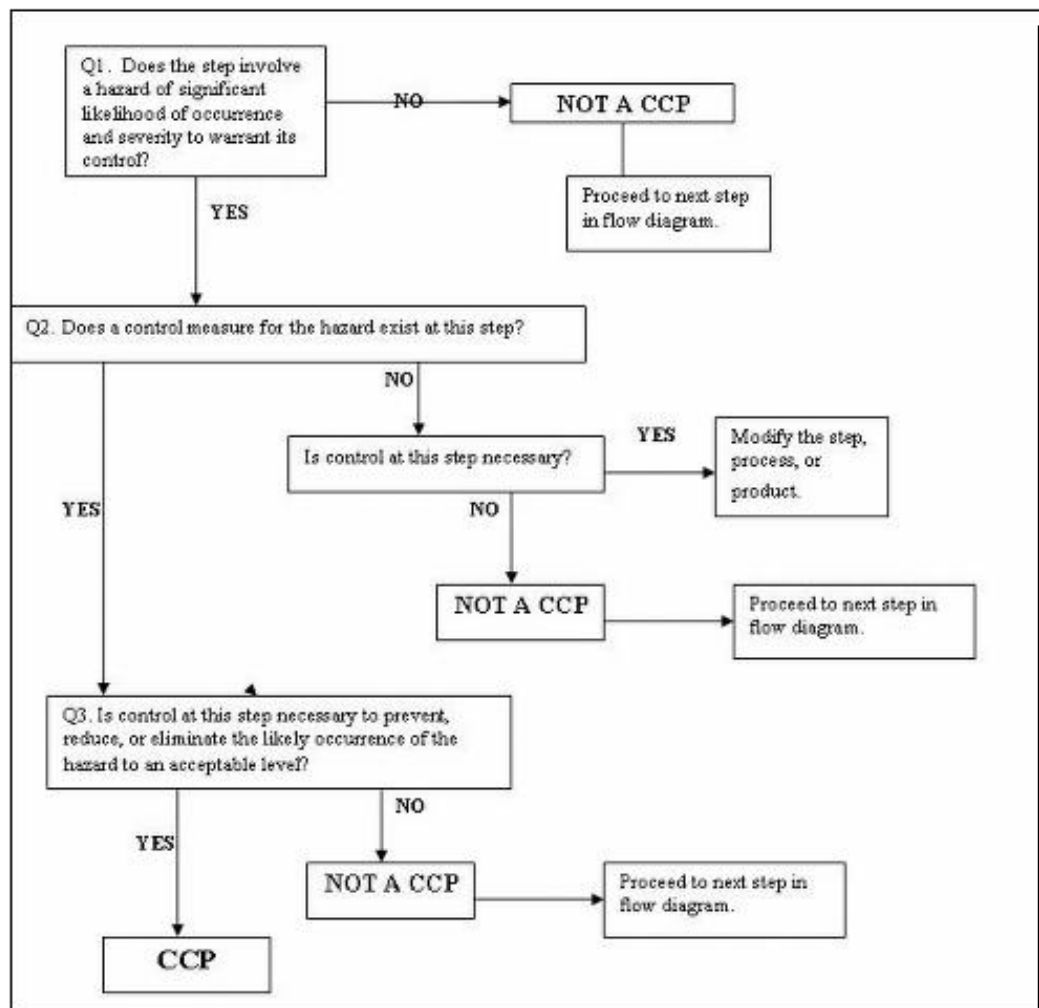 Q1. Does the step involve
a hazard of significant
likelihood of occurrence
and severity to warrant its
control?
NO
NOT A CCP
Proceed to next step
in flow diagram.
YES
Q2. Does a control measure for the hazard exist at this step?
NO
Is control at this step necessary?
YES
Modify the step,
process, or
product.
YES
NO
NOT A CCP
Proceed to next step in
flow diagram.
Q3. Is control at this step necessary to prevent,
reduce, or eliminate the likely occurrence of the
hazard to an acceptable level?
NO
YES
NOT A CCP
Proceed to next step in
flow diagram.
CCP